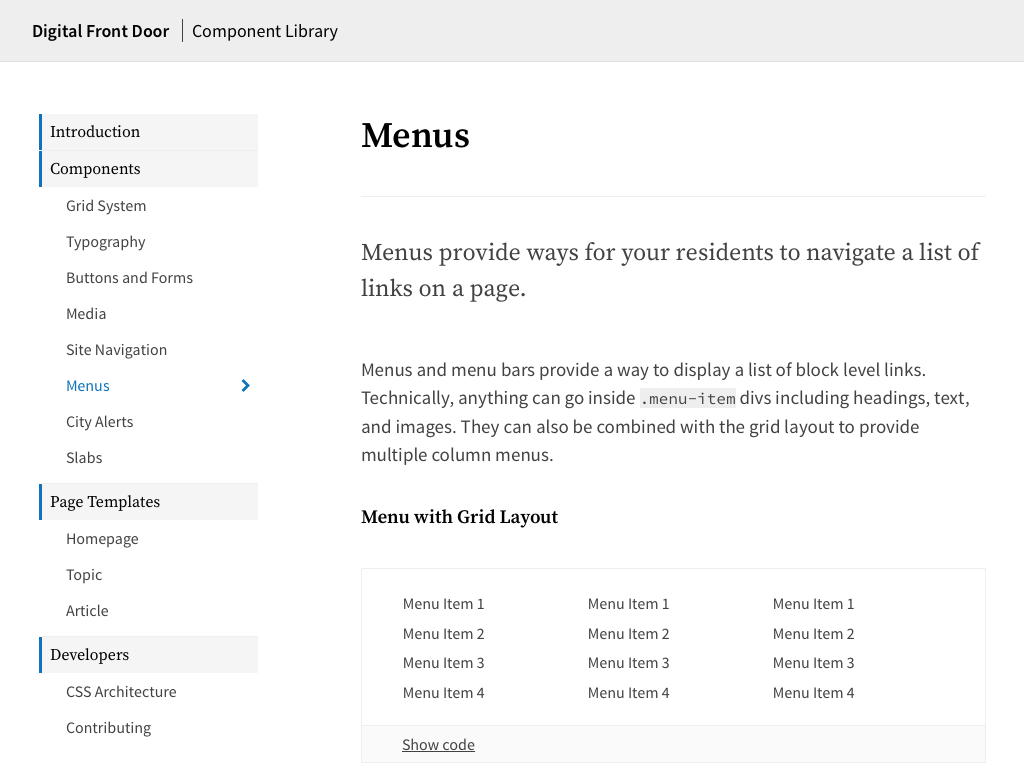 Digital Front Door Component Library
Introduction
Components
Grid System
Typography
Buttons and Forms
Media
Site Navigation
Menus
City Alerts
Slabs
Page Templates
Homepage
Topic
Article
Developers
CSS Architecture
Contributing
Menus
Menus provide ways for your residents to navigate a list of
links on a page.
Menus and menu bars provide a way to display a list of block level links.
Technically, anything can go inside .menu-item divs including headings, text,
and images. They can also be combined with the grid layout to provide
multiple column menus.
Menu with Grid Layout
Menu Item 1 Menu Item 1 Menu Item 1
Menu Item 2 Menu Item 2 Menu Item 2
Menu Item 3 Menu Item 3 Menu Item 3
Menu Item 4 Menu Item 4 Menu Item 4
Show code